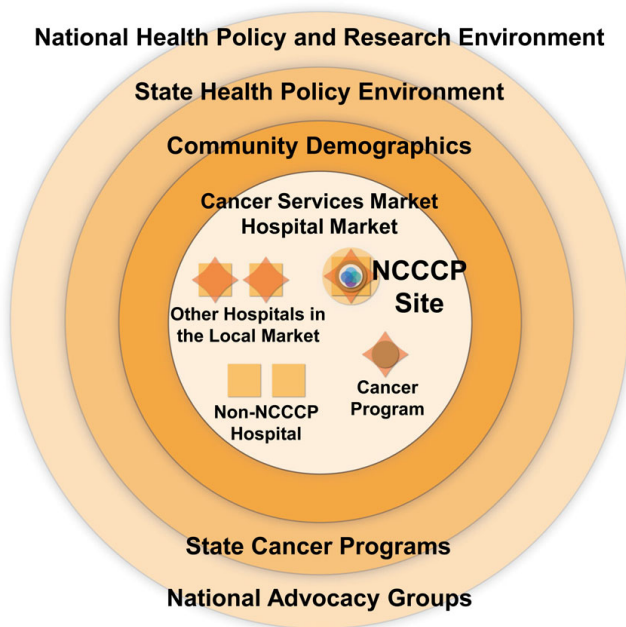 National Health Policy and Research Environment
State Health Policy Environment
Community Demographics
Cancer Services Market
Hospital Market
NCCCP
Site
Other Hospitals in
the Local Market
Cancer
Program
Non-NCCCP
Hospital
State Cancer Programs
National Advocacy Groups